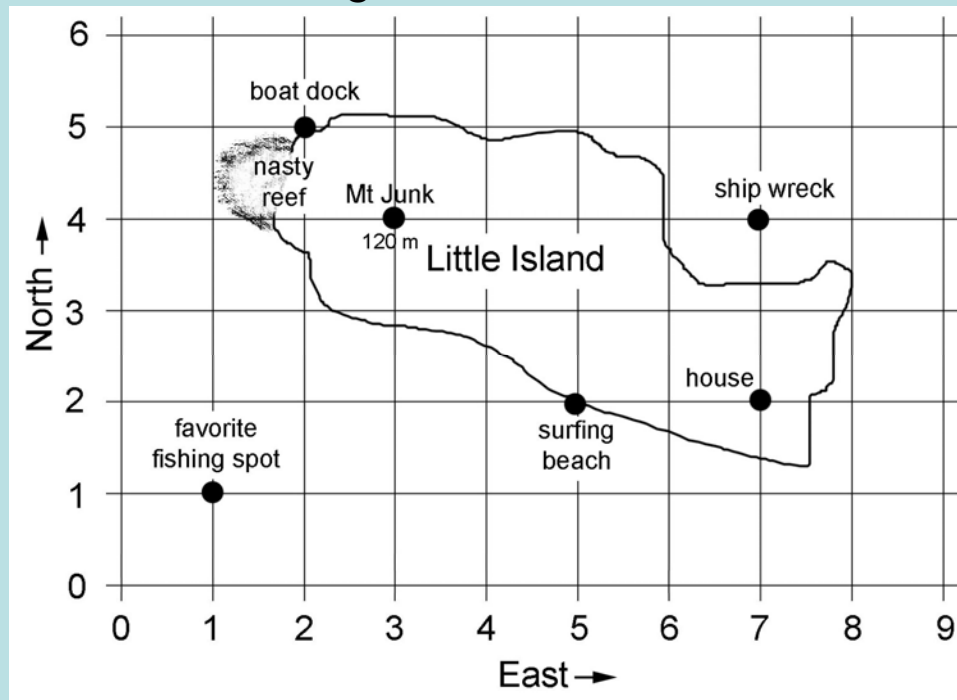 6
boat dock
5
nasty
reef
Mt Junk
ship wreck
4
120 m
Little Island
North
3
house
2
favorite
fishing spot
surfing
beach
1
0
0 1 2 3 4 5 6 7 8 9
East